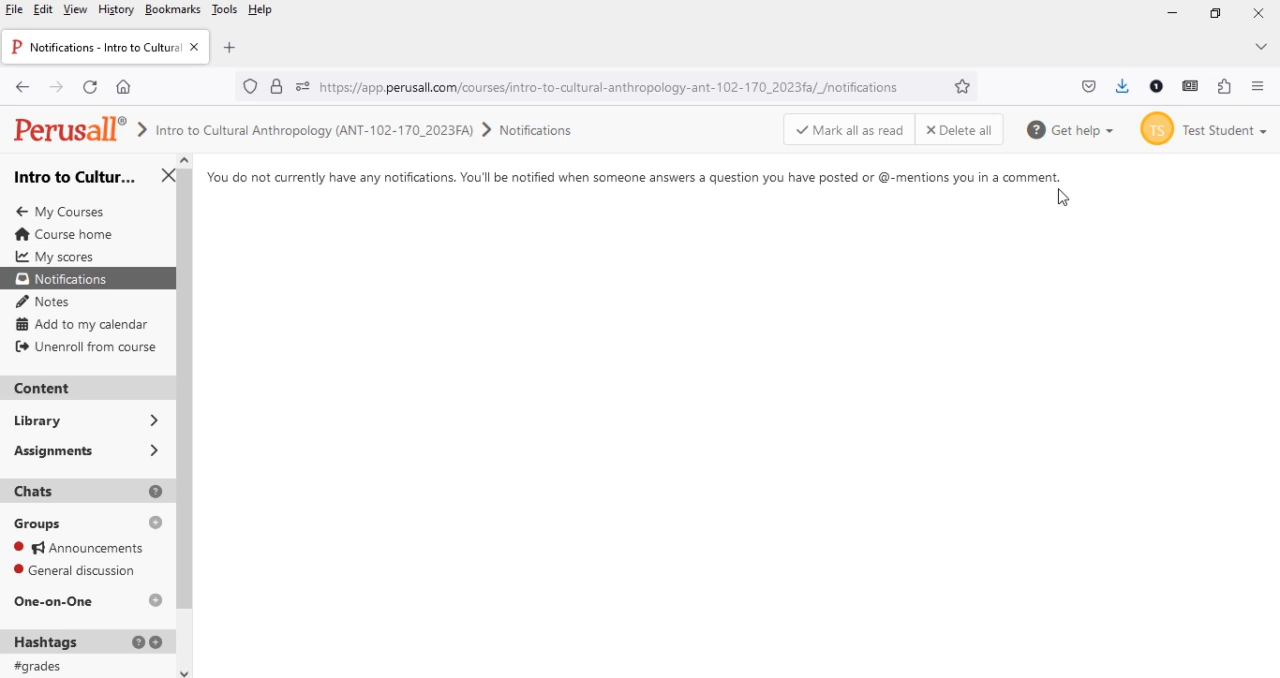 File Edit View History Bookmarks Tools Help
Notifications - Intro to Cultural
https://app.perusall.com/courses/intro-to-cultural-anthropology-ant-102-170_2023fa/_/notifications
Perusall® Intro to Cultural Anthropology (ANT-102-170_2023FA) Notifications Mark all as read Delete all Get help TS Test Student
Intro to Cultur...
You do not currently have any notifications. You'll be notified when someone answers a question you have posted or @-mentions you in a comment.
My Courses
Course home
My scores
Notifications
Notes
Add to my calendar
Unenroll from course
Content
Library
Assignments
Chats
Groups
Announcements
General discussion
One-on-One
Hashtags
#grades